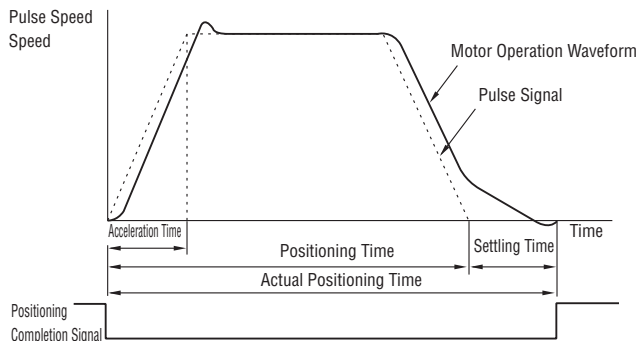 Pulse Speed
Speed
Motor Operation Waveform
Pulse Signal
Acceleration Time
Time
Positioning Time
Settling Time
Actual Positioning Time
Positioning
Completion Signal